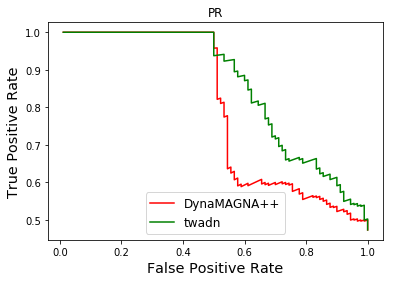 PR
True Positive Rate
1.0
0.9
0.8
0.7
0.6
0.5
DynaMAGNA++
twadn
0.0 0.2 0.4 0.6 0.8 1.0
False Positive Rate